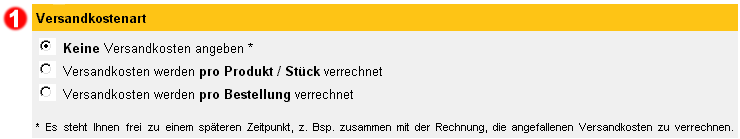 1 Versandkostenart
Keine Versandkosten angeben *
Versandkosten werden pro Produkt / Stück verrechnet
Versandkosten werden pro Bestellung verrechnet
* Es steht Ihnen frei zu einem späteren Zeitpunkt, z. Bsp. zusammen mit der Rechnung, die angefallenen Versandkosten zu verrechnen.